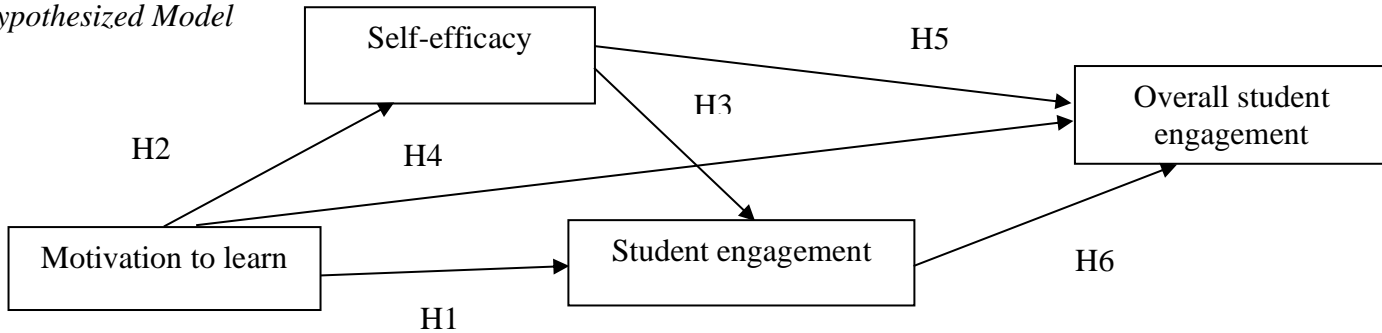 ypothesized Model
Self-efficacy
H5
Overall student
engagement
H3
H2
H4
Motivation to learn
Student engagement
H6
H1